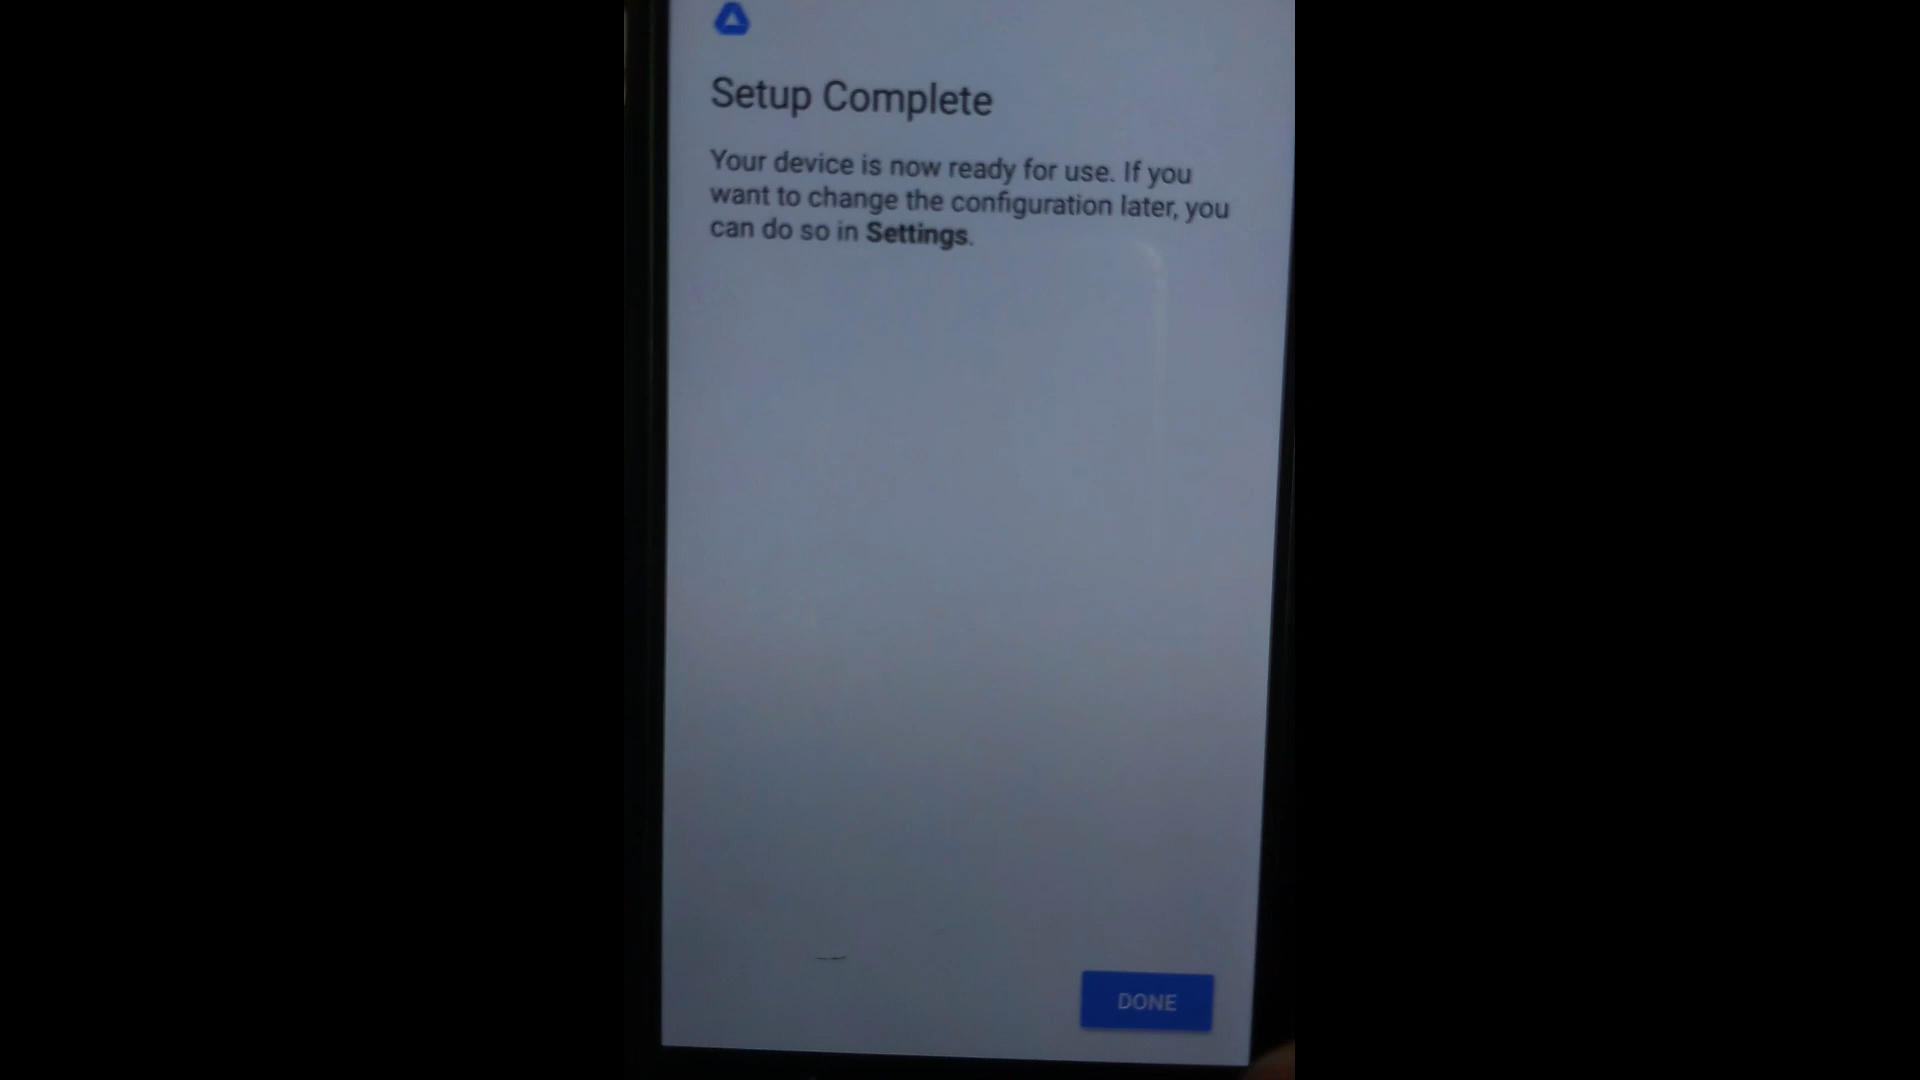 Setup Complete
Your device is now ready for use. If you
want to change the configuration later, you
can do so in Settings.
DONE